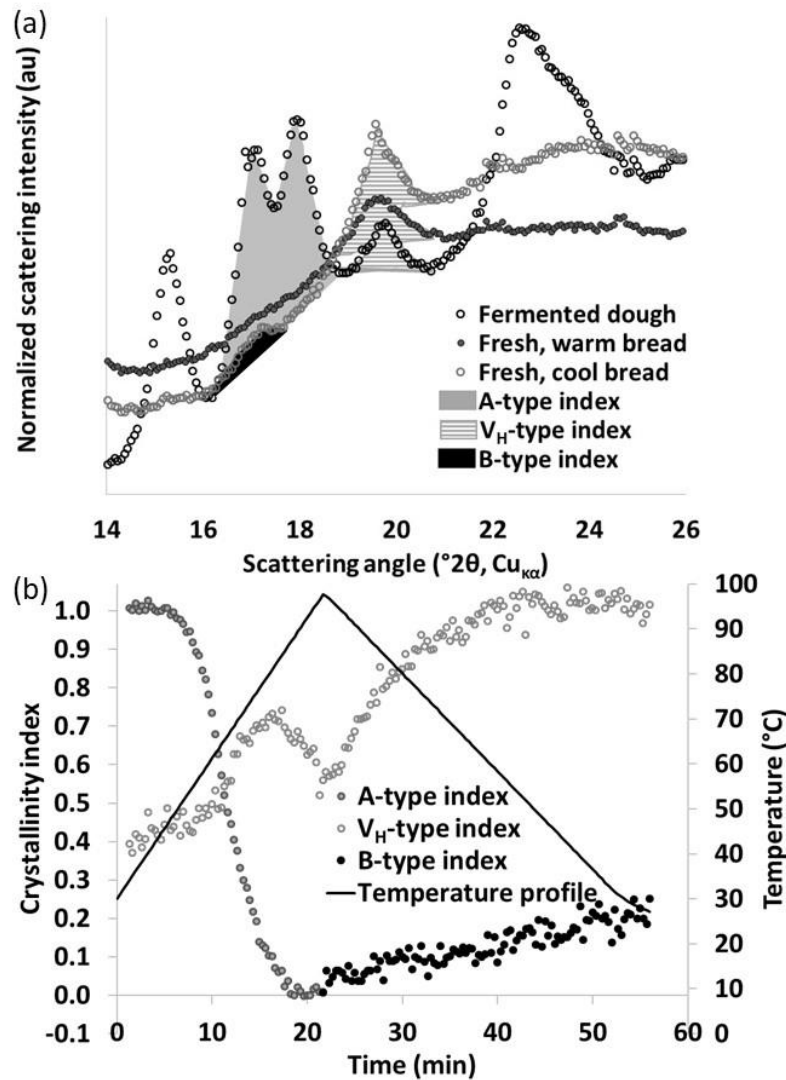 (a)
Normalized scattering intensity (au)
Fermented dough
Fresh, warm bread
Fresh, cool bread
A-type index
VH-type index
B-type index
14 16 18 20 22 24 26
Scattering angle (°2θ, Cuκα)
(b)
Crystallinity index
1.0
0.9
0.8
0.7
0.6
0.5
0.4
0.3
0.2
0.1
0.0
-0.1
A-type index
VH-type index
B-type index
Temperature profile
100
90
80
70
60
50
40
30
20
10
0
Temperature (°C)
0 10 20 30 40 50 60
Time (min)